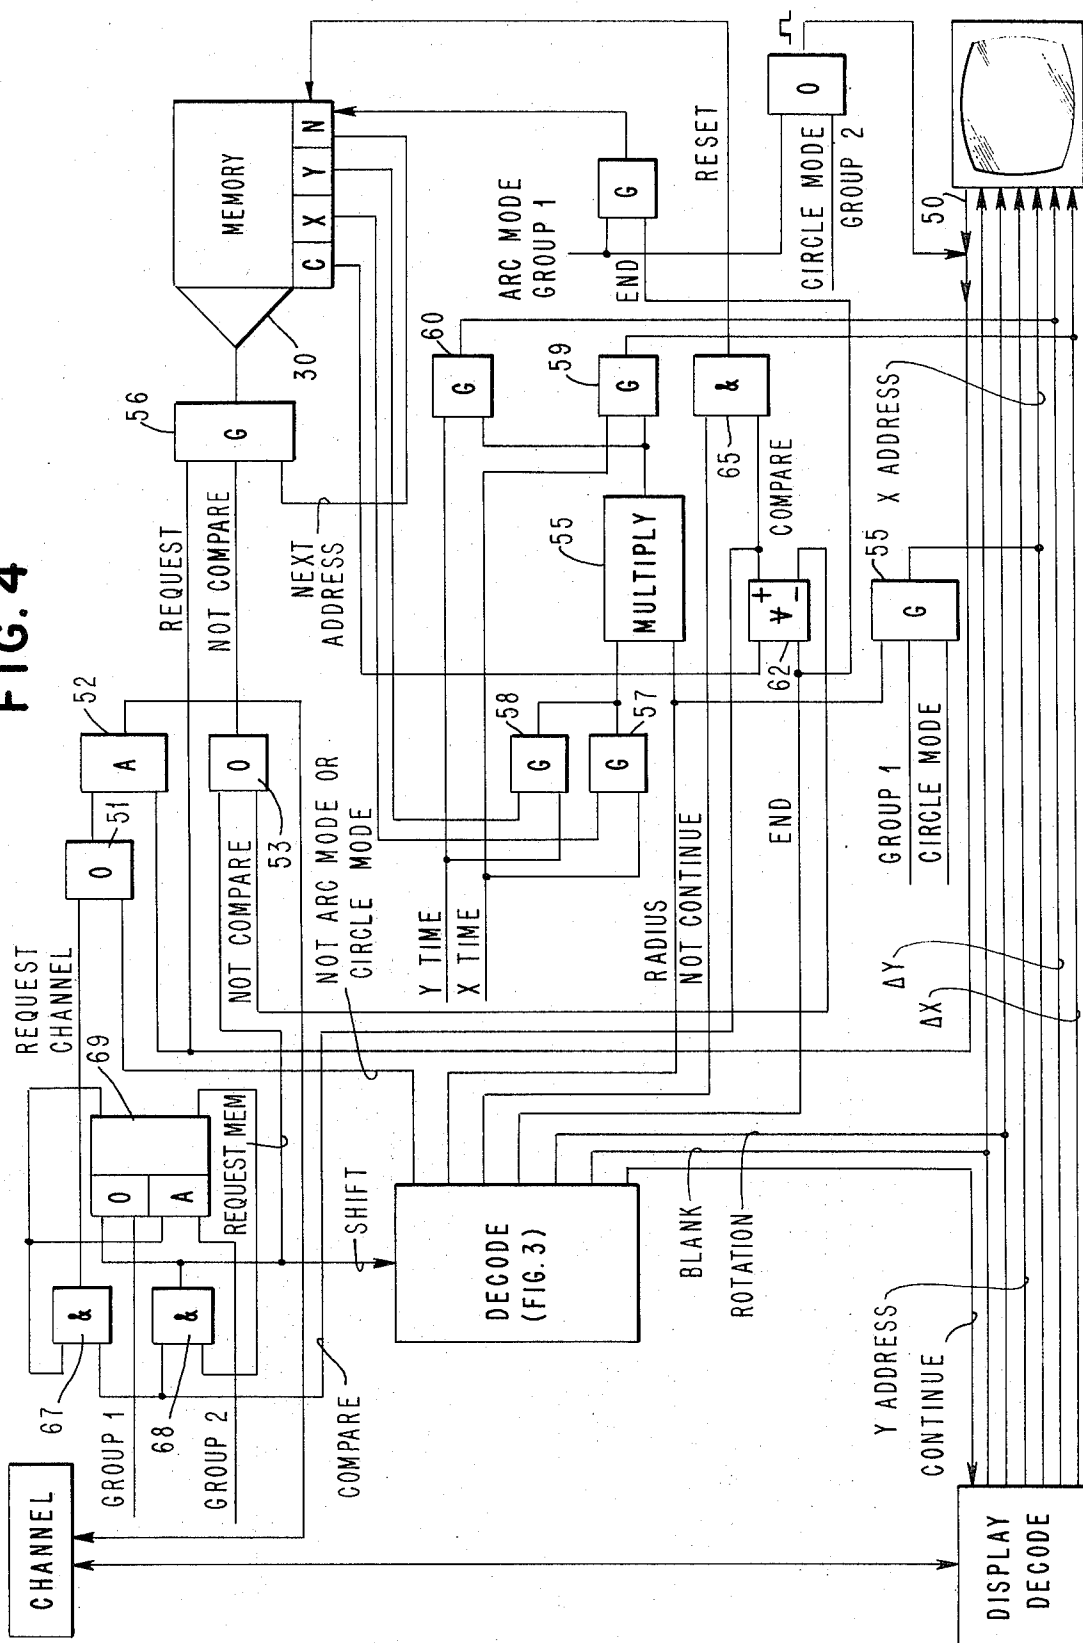 FIG. 4
CHANNEL
67
GROUP 1
68
GROUP 2
COMPARE
&
&
O
A
69
REQUEST
CHANNEL
REQUEST MEM
SHIFT
DECODE
(FIG. 3)
O
51
A
52
NOT COMPARE
O
53
NOT ARC MODE OR
CIRCLE MODE
REQUEST
NOT COMPARE
NEXT
ADDRESS
G
56
30
MEMORY
C
X
Y
N
Y TIME
X TIME
G
58
G
57
MULTIPLY
55
G
60
G
59
RADIUS
NOT CONTINUE
&
65
COMPARE
RESET
V
+
-
62
END
END
ARC MODE
GROUP 1
G
O
CIRCLE MODE
GROUP 2
GROUP 1
CIRCLE MODE
G
55
X ADDRESS
BLANK
ROTATION
ΔY
ΔX
Y ADDRESS
CONTINUE
50
DISPLAY
DECODE